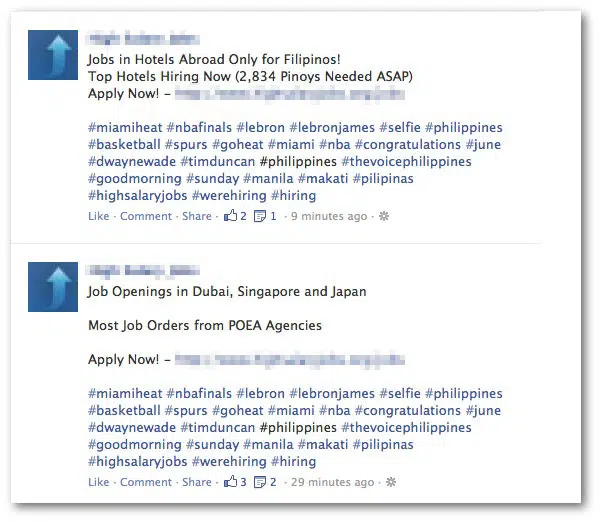 Jobs in Hotels Abroad Only for Filipinos!
Top Hotels Hiring Now (2,834 Pinoys Needed ASAP)
Apply Now! –
#miamiheat #nbafinals #lebron #lebronjames #selfie #philippines
#basketball #spurs #goheat #miami #nba #congratulations #june
#dwaynewade #timduncan #philippines #thevoicephilippines
#goodmorning #sunday #manila #makati #pilipinas
#highsalaryjobs #werehiring #hiring
Like · Comment · Share · 2 1 · 9 minutes ago ·
Job Openings in Dubai, Singapore and Japan
Most Job Orders from POEA Agencies
Apply Now! –
#miamiheat #nbafinals #lebron #lebronjames #selfie #philippines
#basketball #spurs #goheat #miami #nba #congratulations #june
#dwaynewade #timduncan #philippines #thevoicephilippines
#goodmorning #sunday #manila #makati #pilipinas
#highsalaryjobs #werehiring #hiring
Like · Comment · Share · 3 2 · 29 minutes ago ·